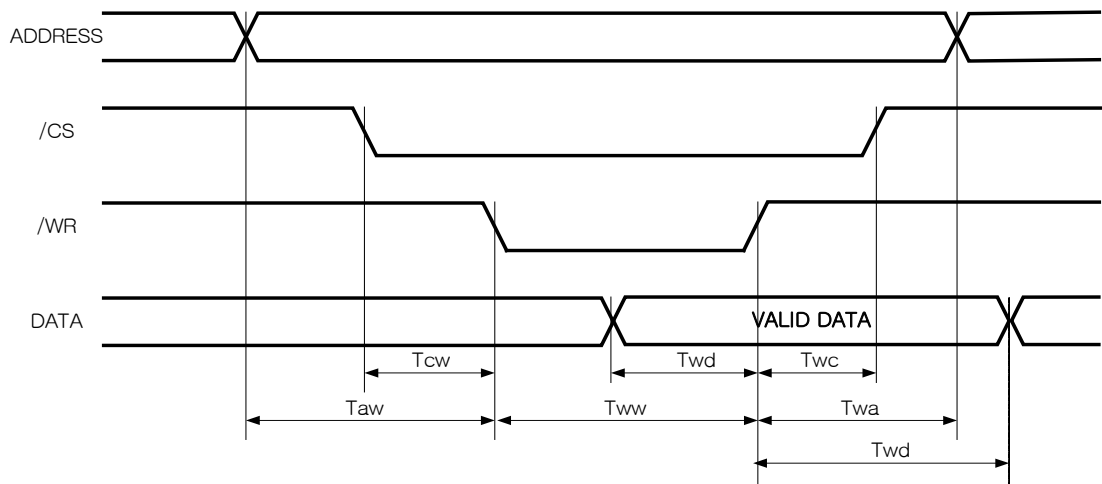 ADDRESS
/CS
/WR
DATA
VALID DATA
Tcw
Twd
Twc
Taw
Tww
Twa
Twd